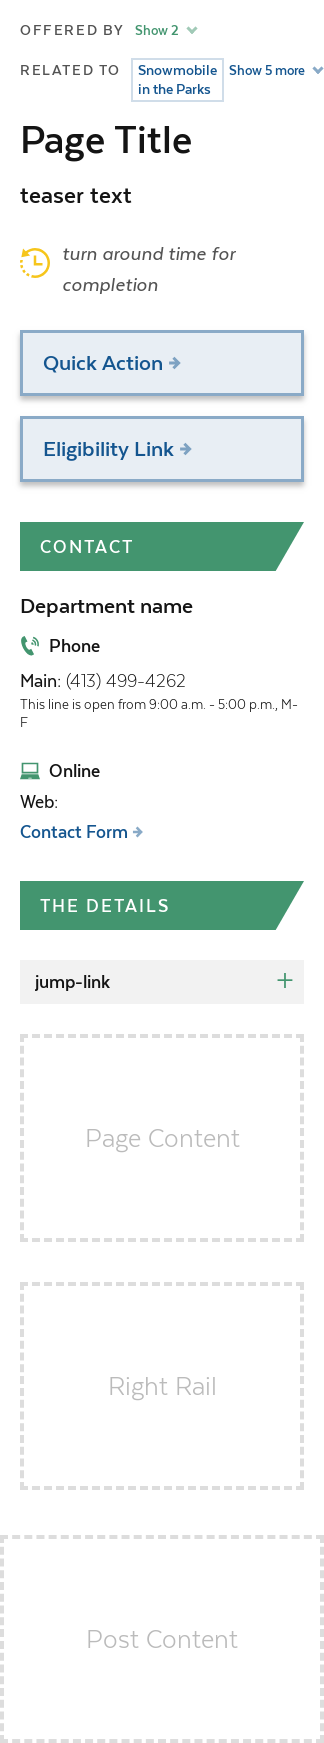 OFFERED BY Show 2
RELATED TO Snowmobile Show 5 more
in the Parks
Page Title
teaser text
turn around time for
completion
Quick Action
Eligibility Link
CONTACT
Department name
Phone
Main: (413) 499-4262
This line is open from 9:00 a.m. - 5:00 p.m., M-
F
Online
Web:
Contact Form
THE DETAILS
jump-link
Page Content
Right Rail
Post Content